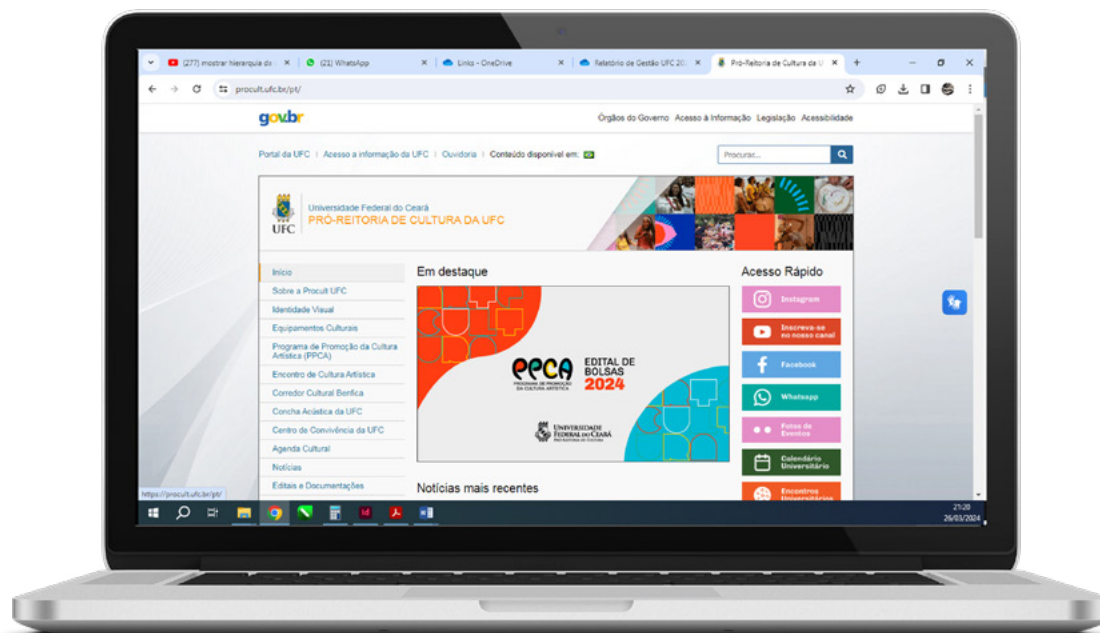 (277) mostrar hierarquia do
(21) WhatsApp
Links - OneDrive
Relatório de Gestão UFC 20
Pró-Reitoria de Cultura da U
procult.ufc.br/pt/
gov.br
Órgãos do Governo Acesso à Informação Legislação Acessibilidade
Portal da UFC Acesso a informação da UFC Ouvidoria Conteúdo disponível em:
Procurar...
UFC
Universidade Federal do Ceará
PRÓ-REITORIA DE CULTURA DA UFC
Início
Sobre a Procult UFC
Identidade Visual
Equipamentos Culturais
Programa de Promoção da Cultura
Artística (PPCA)
Encontro de Cultura Artística
Corredor Cultural Benfica
Concha Acústica da UFC
Centro de Convivência da UFC
Agenda Cultural
Notícias
Editais e Documentações
Em destaque
PPCA
PROGRAMA DE PROMOÇÃO
DA CULTURA ARTÍSTICA
EDITAL DE
BOLSAS
2024
UNIVERSIDADE
FEDERAL DO CEARÁ
PRÓ-REITORIA DE CULTURA
Notícias mais recentes
Acesso Rápido
Instagram
Inscreva-se
no nosso canal
Facebook
Whatsapp
Fotos de
Eventos
Calendário
Universitário
Encontros
Universitários
https://procult.ufc.br/pt/
21:20
26/03/2024